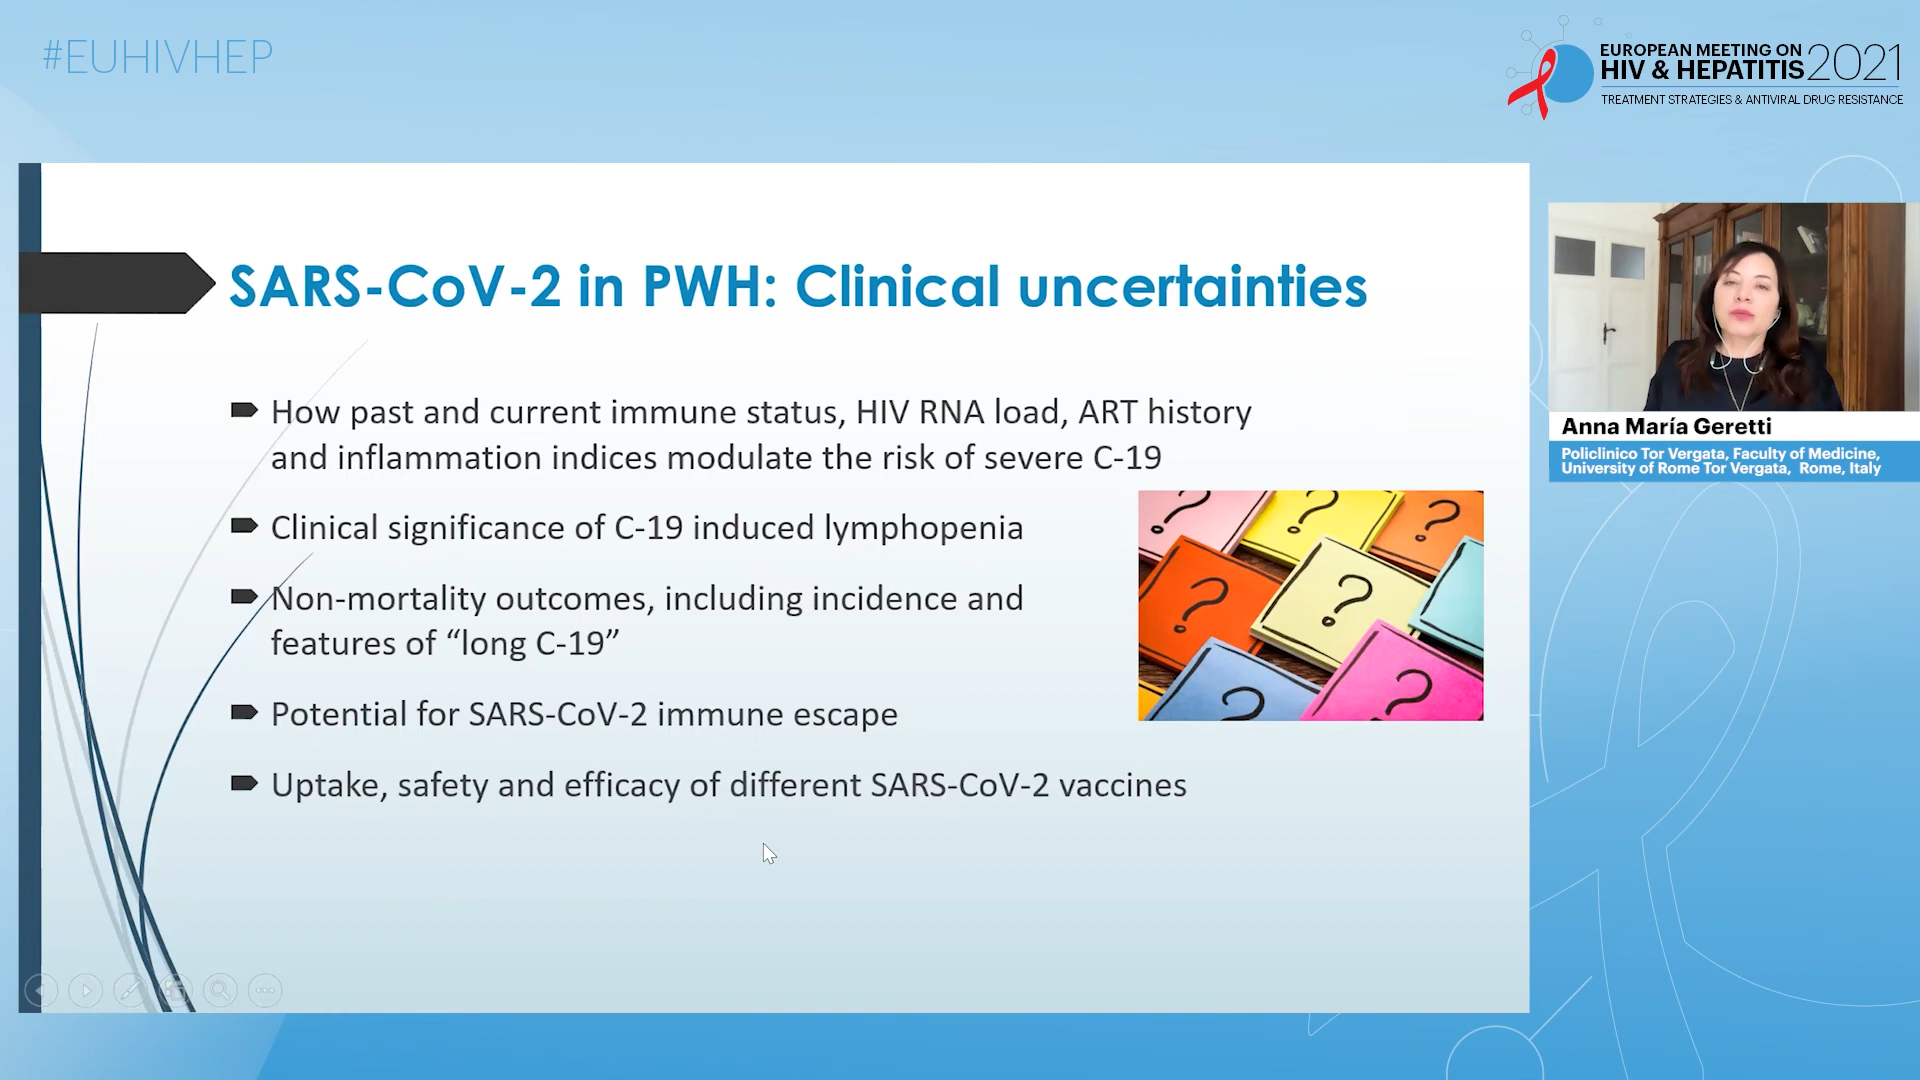 #EUHIVHEP
EUROPEAN MEETING ON
HIV & HEPATITIS 2021
TREATMENT STRATEGIES & ANTIVIRAL DRUG RESISTANCE
SARS-CoV-2 in PWH: Clinical uncertainties
How past and current immune status, HIV RNA load, ART history
and inflammation indices modulate the risk of severe C-19
Clinical significance of C-19 induced lymphopenia
Non-mortality outcomes, including incidence and
features of “long C-19”
Potential for SARS-CoV-2 immune escape
Uptake, safety and efficacy of different SARS-CoV-2 vaccines
? ? ?
? ? 
? ?
Anna María Geretti
Policlinico Tor Vergata, Faculty of Medicine,
University of Rome Tor Vergata, Rome, Italy